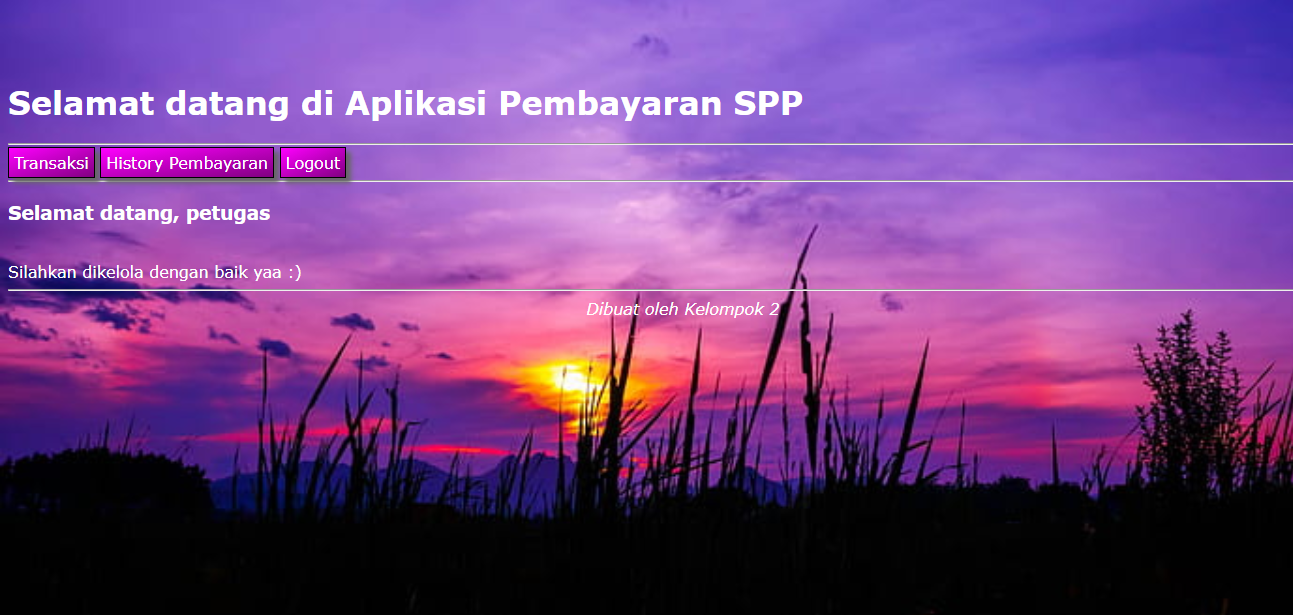 Selamat datang di Aplikasi Pembayaran SPP
Transaksi History Pembayaran Logout
Selamat datang, petugas
Silahkan dikelola dengan baik yaa :)
Dibuat oleh Kelompok 2